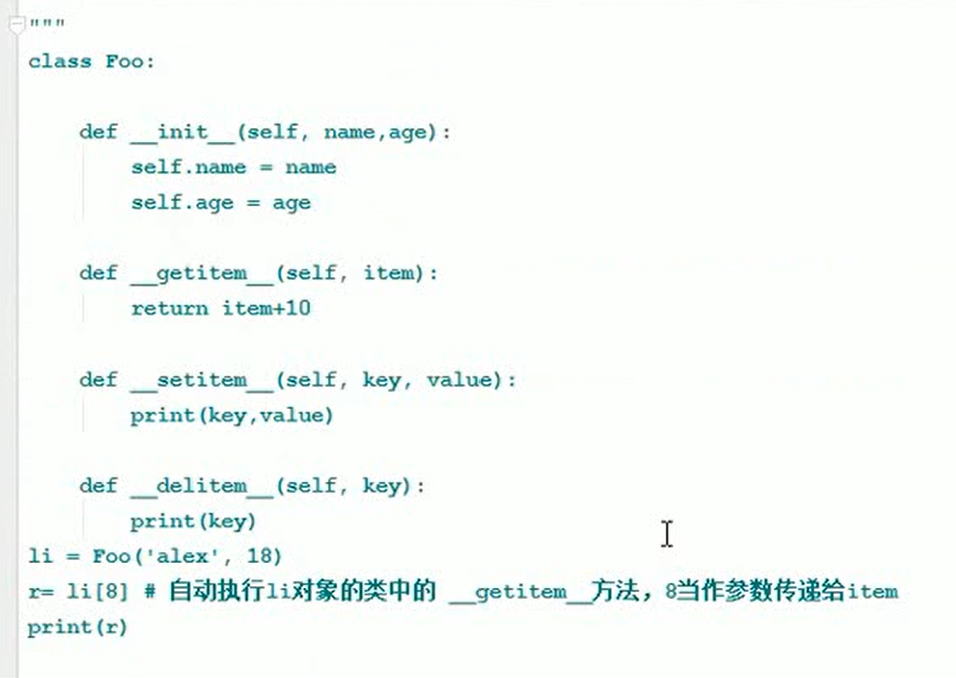 """
class Foo:
def __init__(self, name,age):
self.name = name
self.age = age
def __getitem__(self, item):
return item+10
def __setitem__(self, key, value):
print(key,value)
def __delitem__(self, key):
print(key)
li = Foo('alex', 18)
r= li[8] # 自动执行li对象的类中的 __getitem__方法，8当作参数传递给item
print(r)